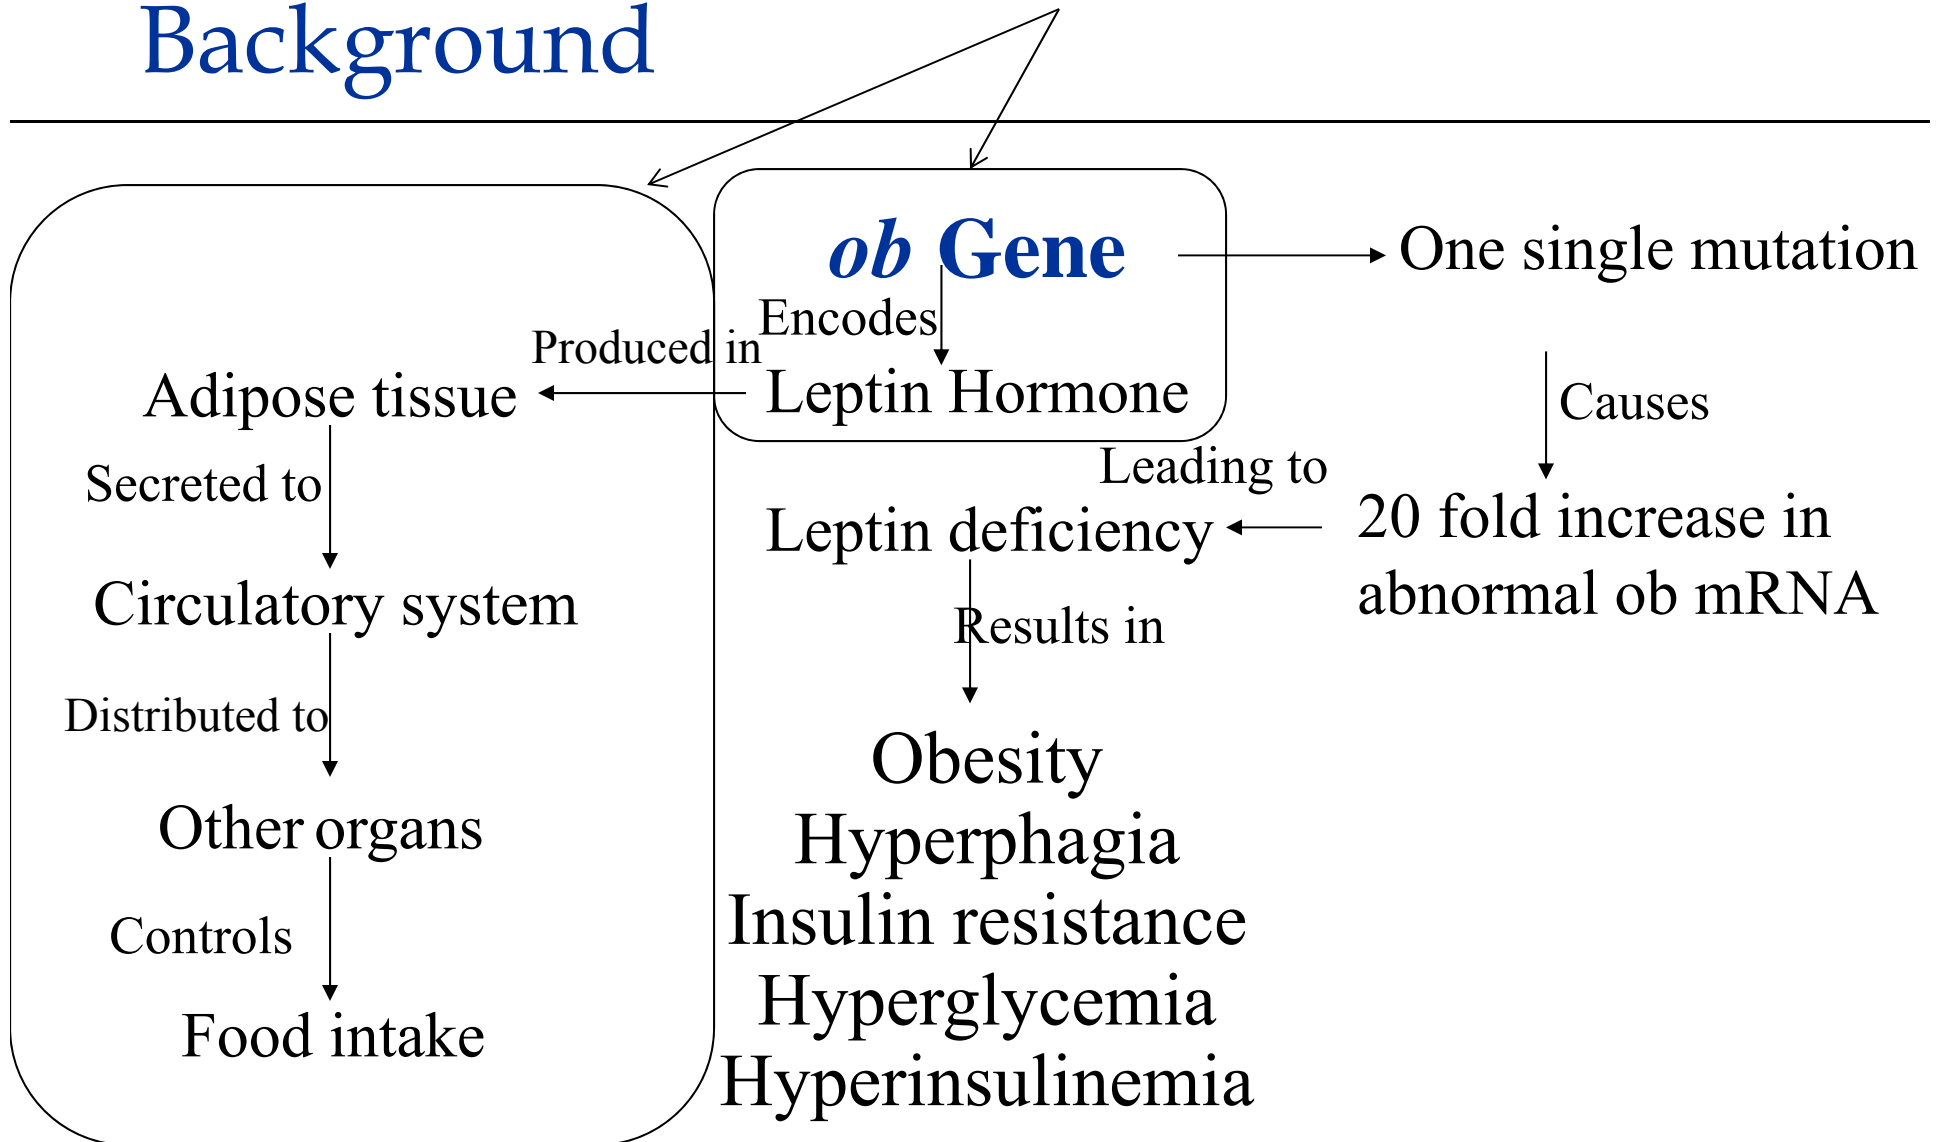 Background
ob Gene
One single mutation
Encodes
Produced in
Adipose tissue
Leptin Hormone
Causes
Secreted to
Leading to
Leptin deficiency
20 fold increase in
abnormal ob mRNA
Circulatory system
Results in
Distributed to
Obesity
Other organs
Hyperphagia
Insulin resistance
Controls
Hyperglycemia
Food intake
Hyperinsulinemia